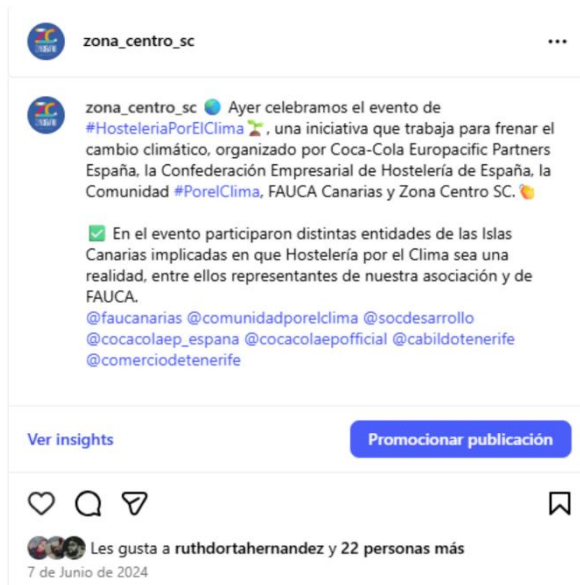 zona_centro_sc
zona_centro_sc 🌍 Ayer celebramos el evento de
#HosteleriaPorElClima 🌱, una iniciativa que trabaja para frenar el
cambio climático, organizado por Coca-Cola Europacific Partners
España, la Confederación Empresarial de Hostelería de España, la
Comunidad #PorelClima, FAUCA Canarias y Zona Centro SC. 👏
✅ En el evento participaron distintas entidades de las Islas
Canarias implicadas en que Hostelería por el Clima sea una
realidad, entre ellos representantes de nuestra asociación y de
FAUCA.
@faucanarias @comunidadporelclima @socdesarrollo
@cocacolaep_espana @cocacolaepofficial @cabildotenerife
@comerciodetenerife
Ver insights
Promocionar publicación
Les gusta a ruthdortahernandez y 22 personas más
7 de Junio de 2024